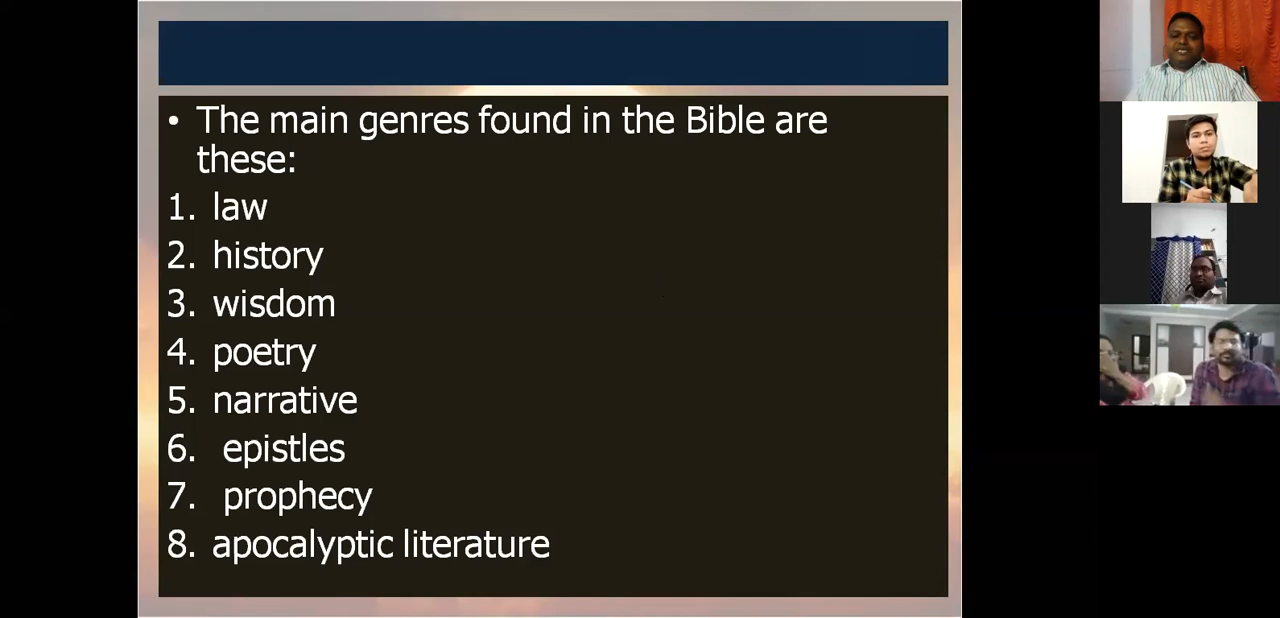 • The main genres found in the Bible are
these:
1. law
2. history
3. wisdom
4. poetry
5. narrative
6. epistles
7. prophecy
8. apocalyptic literature